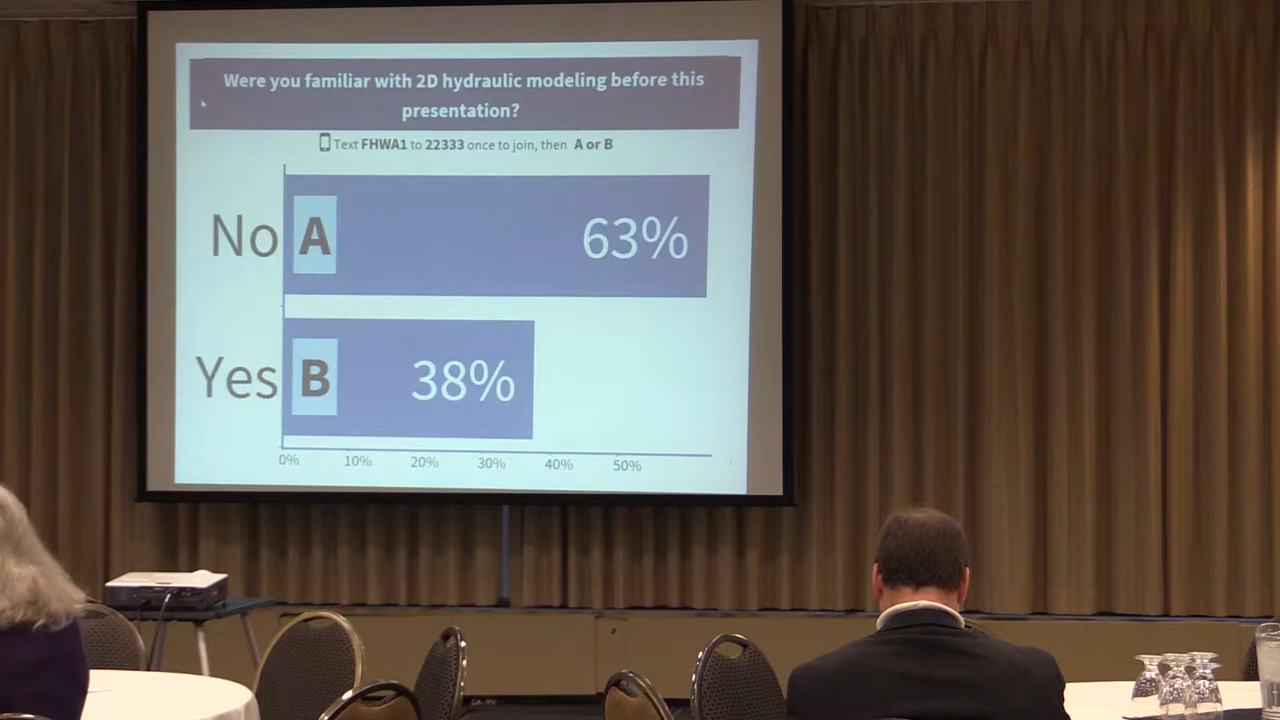 Were you familiar with 2D hydraulic modeling before this
presentation?
Text FHWA1 to 22333 once to join, then A or B
No A 63%
Yes B 38%
0% 10% 20% 30% 40% 50%